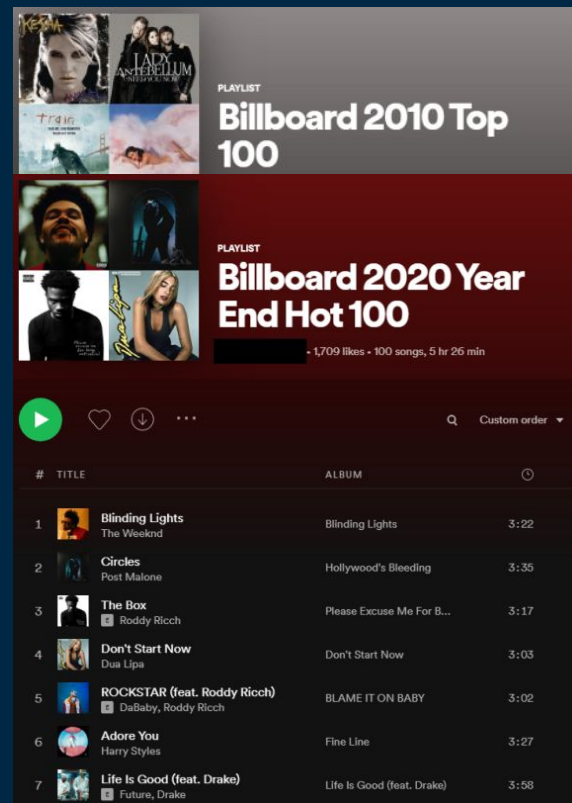 KE$HA
LADY
ANTEBELLUM
NEED YOU NOW
Train
PLAYLIST
Billboard 2010 Top
100
Dua Lipa
PLAYLIST
Billboard 2020 Year
End Hot 100
• 1,709 likes • 100 songs, 5 hr 26 min
Custom order
# TITLE ALBUM
1 Blinding Lights Blinding Lights 3:22
The Weeknd
2 Circles Hollywood's Bleeding 3:35
Post Malone
3 The Box Please Excuse Me For B... 3:17
E Roddy Ricch
4 Don't Start Now Don't Start Now 3:03
Dua Lipa
5 ROCKSTAR (feat. Roddy Ricch) BLAME IT ON BABY 3:02
E DaBaby, Roddy Ricch
6 Adore You Fine Line 3:27
Harry Styles
7 Life Is Good (feat. Drake) Life Is Good (feat. Drake) 3:58
E Future, Drake